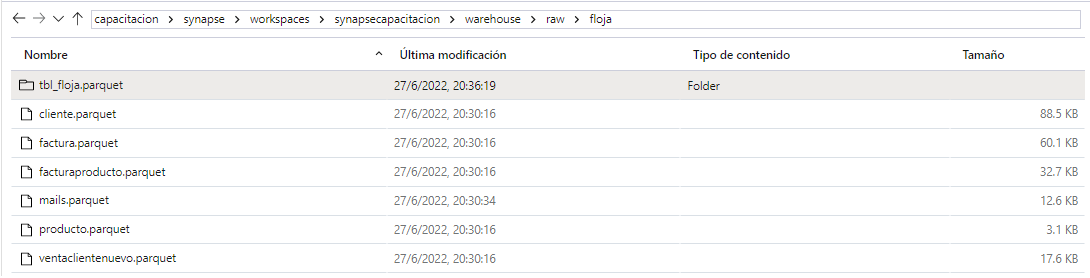 capacitacion > synapse > workspaces > synapsecapacitacion > warehouse > raw > floja
Nombre Última modificación Tipo de contenido Tamaño
tbl_floja.parquet 27/6/2022, 20:36:19 Folder
cliente.parquet 27/6/2022, 20:30:16 88.5 KB
factura.parquet 27/6/2022, 20:30:16 60.1 KB
facturaproducto.parquet 27/6/2022, 20:30:16 32.7 KB
mails.parquet 27/6/2022, 20:30:34 12.6 KB
producto.parquet 27/6/2022, 20:30:16 3.1 KB
ventaclientenuevo.parquet 27/6/2022, 20:30:16 17.6 KB